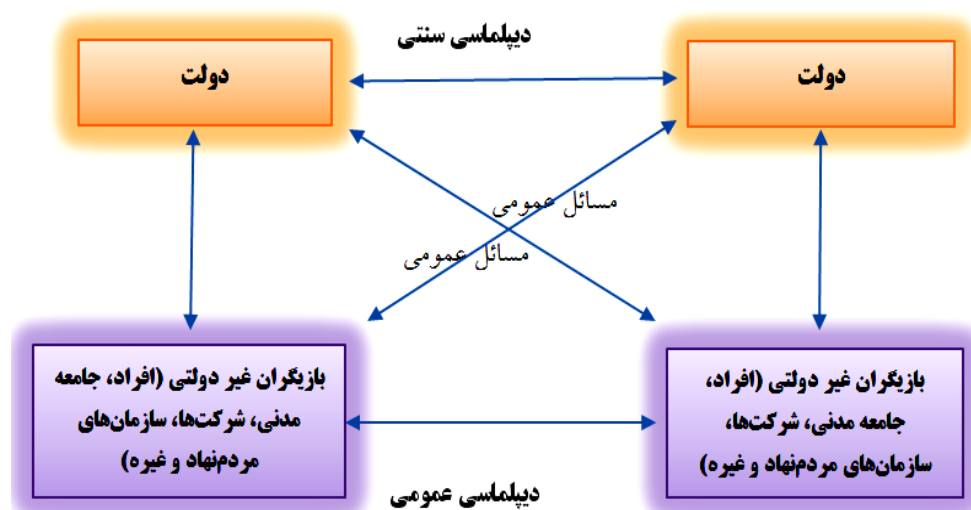 دیپلماسی سنتی
دولت
دولت
مسائل عمومی
مسائل عمومی
بازیگران غیر دولتی (افراد،
جامعه مدنی، شرکت‌ها،
سازمان‌های مردم‌نهاد و غیره)
بازیگران غیر دولتی (افراد، جامعه
مدنی، شرکت‌ها، سازمان‌های
مردم‌نهاد و غیره)
دیپلماسی عمومی